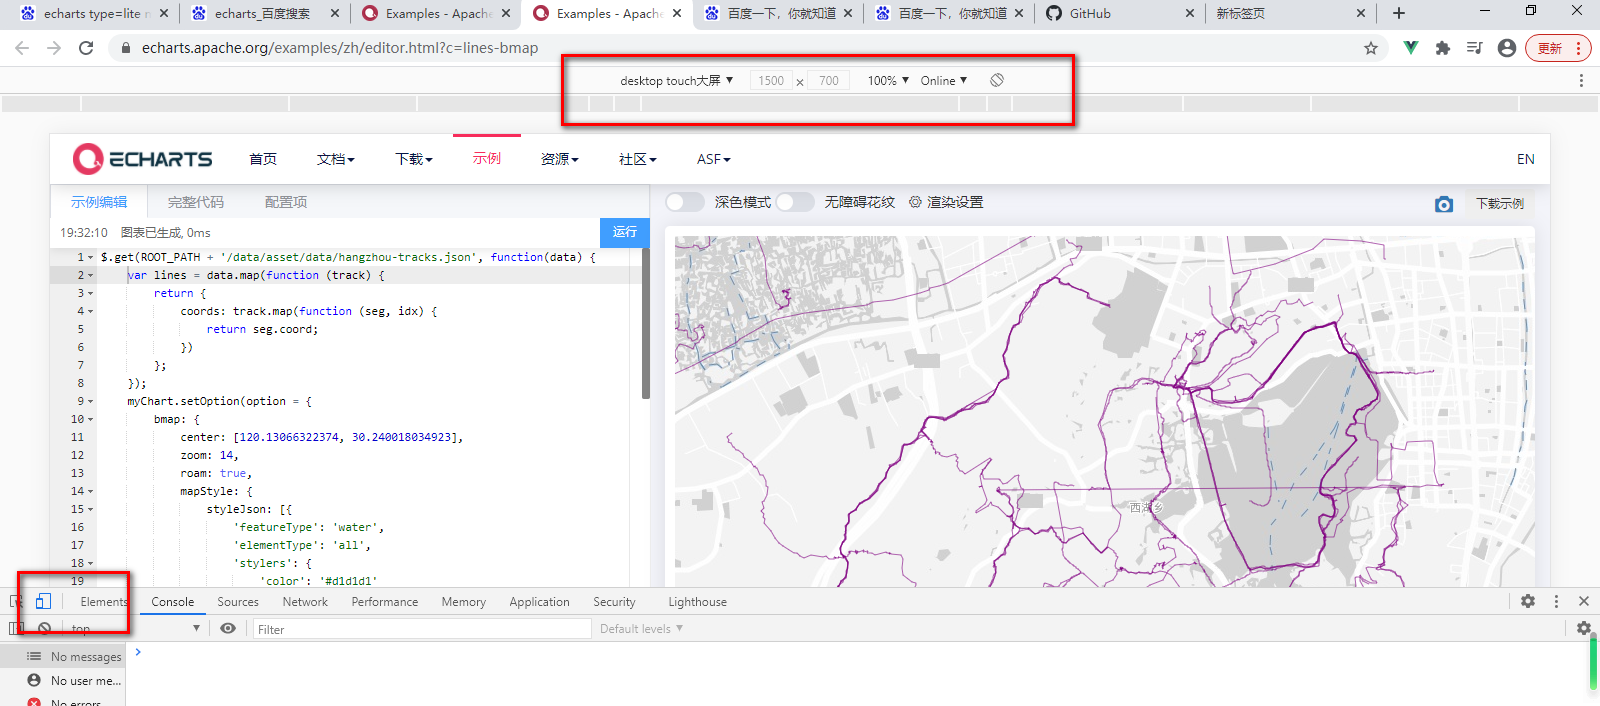 echarts type=lite r
echarts_百度搜索
Examples - Apache
Examples - Apache
百度一下，你就知道
百度一下，你就知道
GitHub
新标签页
echarts.apache.org/examples/zh/editor.html?c=lines-bmap
更新
desktop touch大屏 ▼ 1500 × 700 100% ▼ Online ▼
ECHARTS 首页 文档 下载 示例 资源 社区 ASF EN
示例编辑 完整代码 配置项
深色模式 无障碍花纹 渲染设置 下载示例
19:32:10 图表已生成, 0ms 运行
1 $.get(ROOT_PATH + '/data/asset/data/hangzhou-tracks.json', function(data) {
2 var lines = data.map(function (track) {
3 return {
4 coords: track.map(function (seg, idx) {
5 return seg.coord;
6 })
7 };
8 });
9 myChart.setOption(option = {
10 bmap: {
11 center: [120.13066322374, 30.240018034923],
12 zoom: 14,
13 roam: true,
14 mapStyle: {
15 styleJson: [{
16 'featureType': 'water',
17 'elementType': 'all',
18 'stylers': {
19 'color': '#d1d1d1'
西湖乡
Elements Console Sources Network Performance Memory Application Security Lighthouse
top ▼ Filter Default levels ▼
No messages
No user me...
No errors